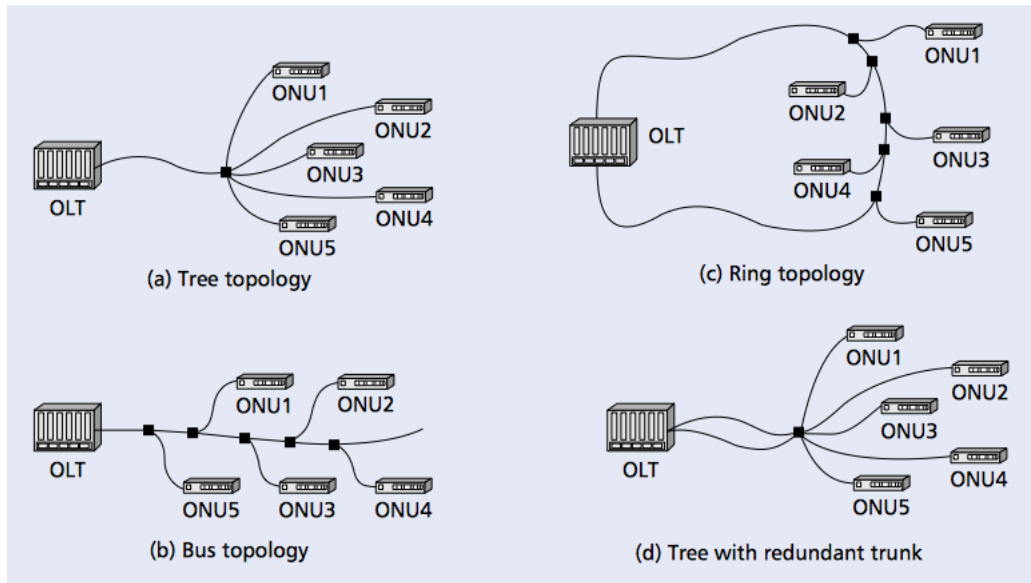 ONU1
ONU2
ONU3
ONU4
ONU5
OLT
(a) Tree topology
ONU1
ONU2
OLT
ONU5
ONU3
ONU4
(b) Bus topology
ONU1
ONU2
OLT
ONU3
ONU4
ONU5
(c) Ring topology
ONU1
ONU2
ONU3
OLT
ONU4
ONU5
(d) Tree with redundant trunk